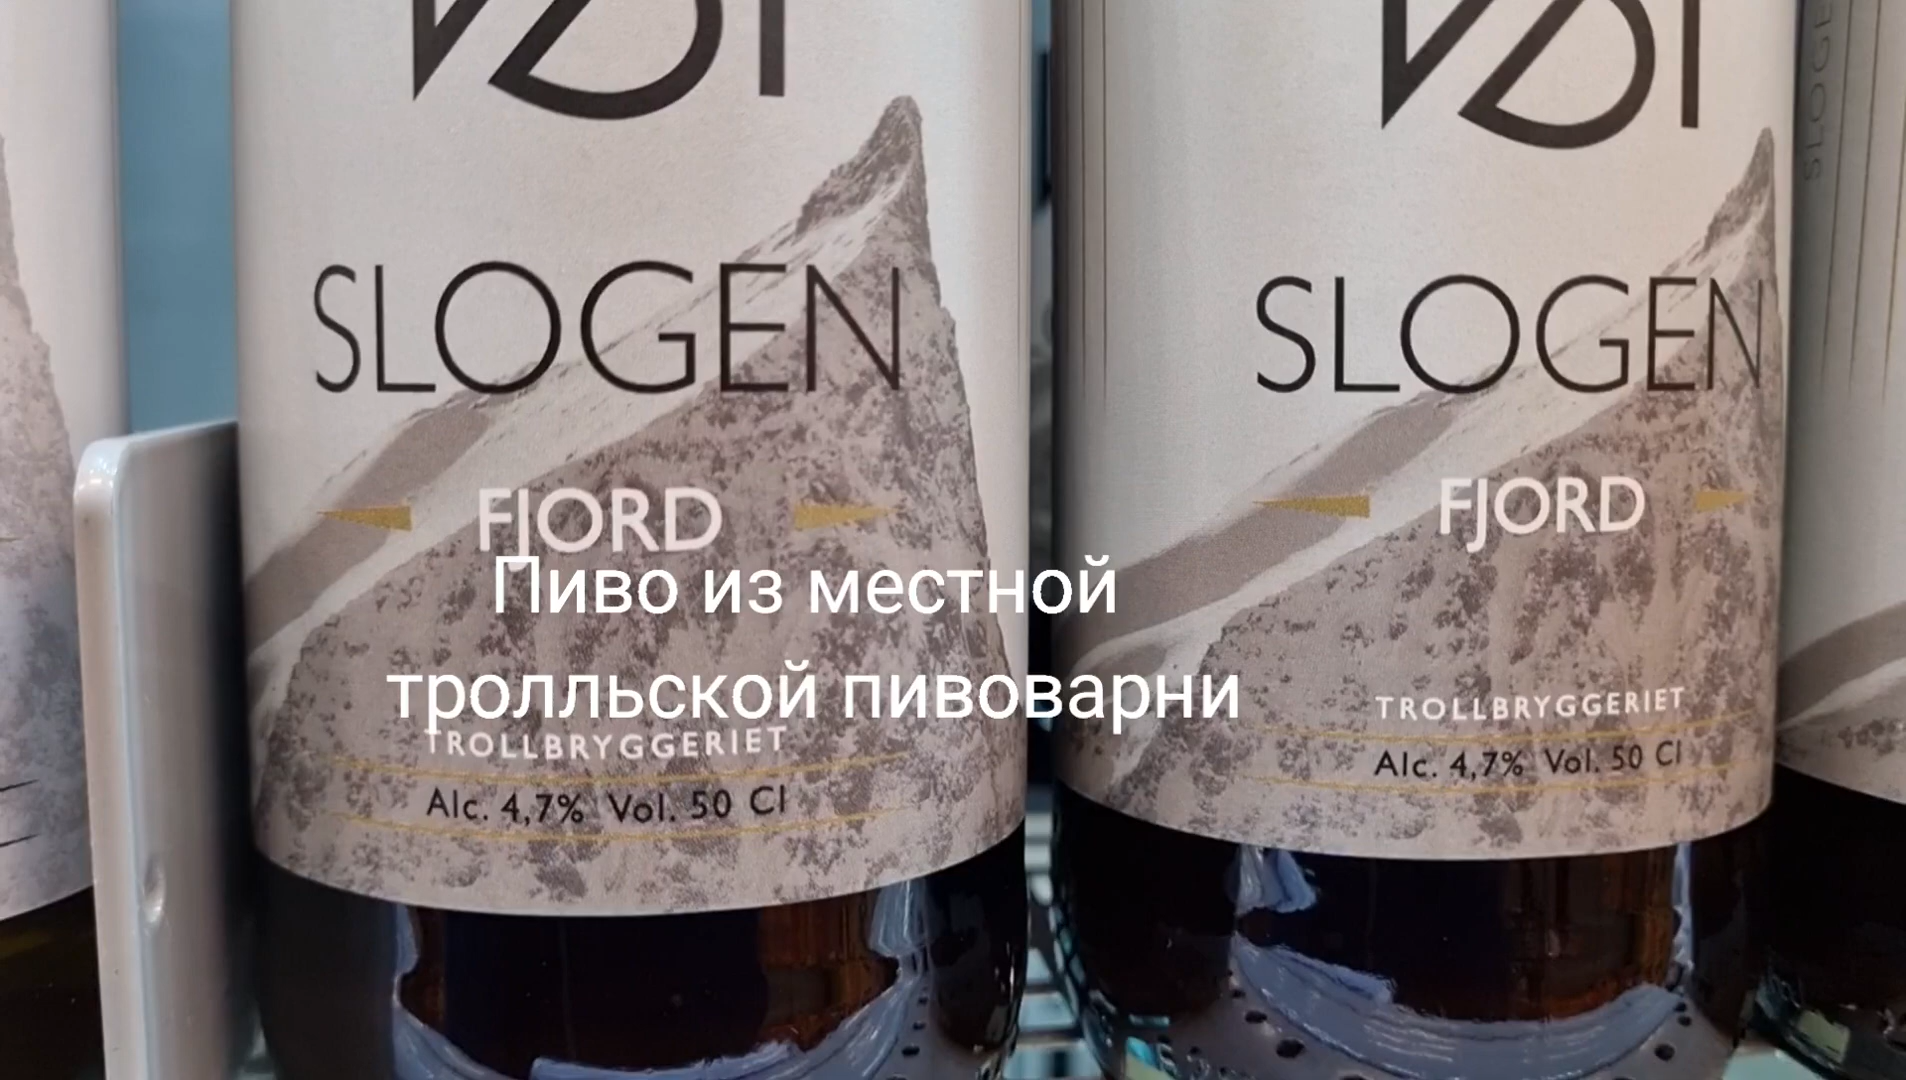 SLOGEN
FJORD
TROLLBRYGGERIET
Alc. 4,7% Vol. 50 Cl
SLOGEN
FJORD
TROLLBRYGGERIET
Alc. 4,7% Vol. 50 Cl
SLOGE
Пиво из местной
тролльской пивоварни